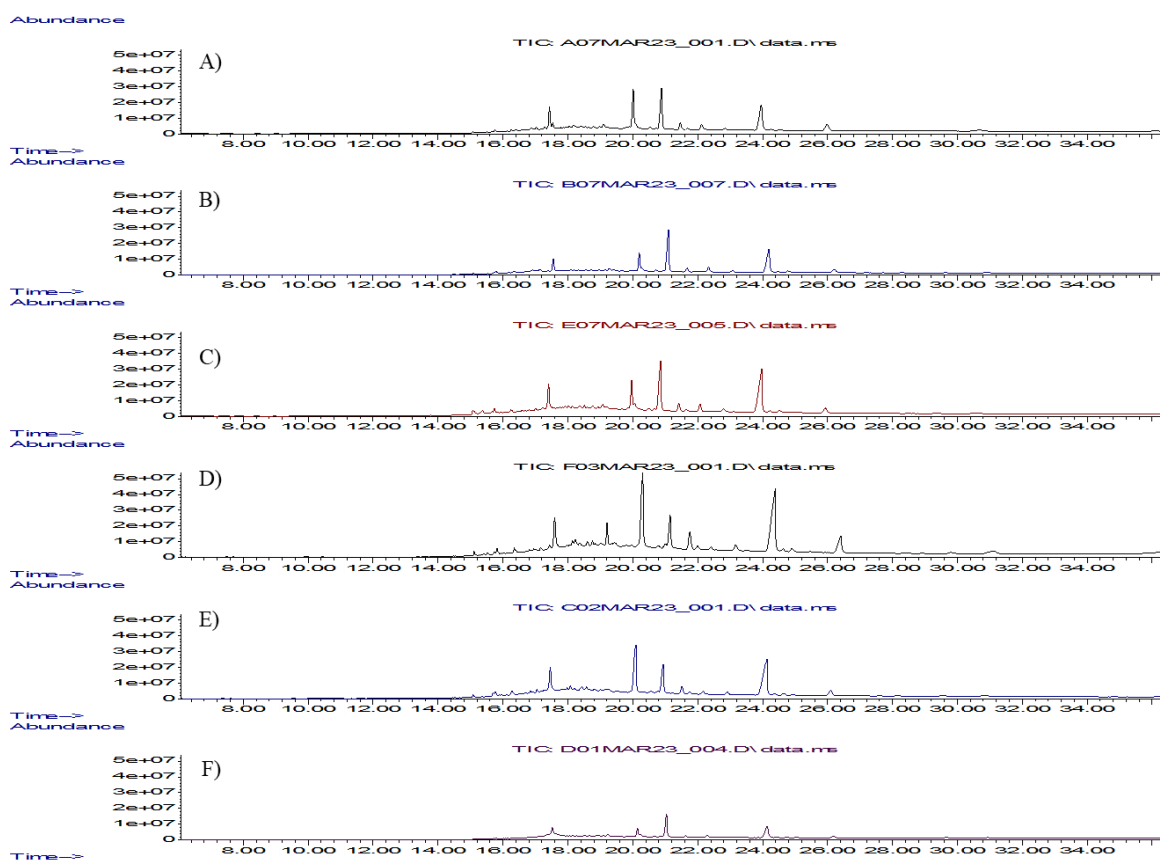 Abundance
TIC: A07MAR23_001.D\data.ms
A)
5e+07
4e+07
3e+07
2e+07
1e+07
0
8.00 10.00 12.00 14.00 16.00 18.00 20.00 22.00 24.00 26.00 28.00 30.00 32.00 34.00
Time-->
Abundance
TIC: B07MAR23_007.D\data.ms
B)
5e+07
4e+07
3e+07
2e+07
1e+07
0
8.00 10.00 12.00 14.00 16.00 18.00 20.00 22.00 24.00 26.00 28.00 30.00 32.00 34.00
Time-->
Abundance
TIC: E07MAR23_005.D\data.ms
C)
5e+07
4e+07
3e+07
2e+07
1e+07
0
8.00 10.00 12.00 14.00 16.00 18.00 20.00 22.00 24.00 26.00 28.00 30.00 32.00 34.00
Time-->
Abundance
TIC: F03MAR23_001.D\data.ms
D)
5e+07
4e+07
3e+07
2e+07
1e+07
0
8.00 10.00 12.00 14.00 16.00 18.00 20.00 22.00 24.00 26.00 28.00 30.00 32.00 34.00
Time-->
Abundance
TIC: C02MAR23_001.D\data.ms
E)
5e+07
4e+07
3e+07
2e+07
1e+07
0
8.00 10.00 12.00 14.00 16.00 18.00 20.00 22.00 24.00 26.00 28.00 30.00 32.00 34.00
Time-->
Abundance
TIC: D01MAR23_004.D\data.ms
F)
5e+07
4e+07
3e+07
2e+07
1e+07
0
8.00 10.00 12.00 14.00 16.00 18.00 20.00 22.00 24.00 26.00 28.00 30.00 32.00 34.00
Time-->